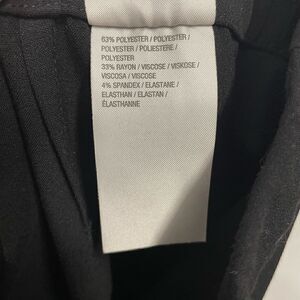 63% POLYESTER / POLYESTER /
POLYESTER / POLIESTERE /
POLYESTER
33% RAYON / VISCOSE / VISKOSE /
VISCOSA / VISCOSE
4% SPANDEX / ELASTANE /
ELASTHAN / ELASTAN /
ÉLASTHANNE